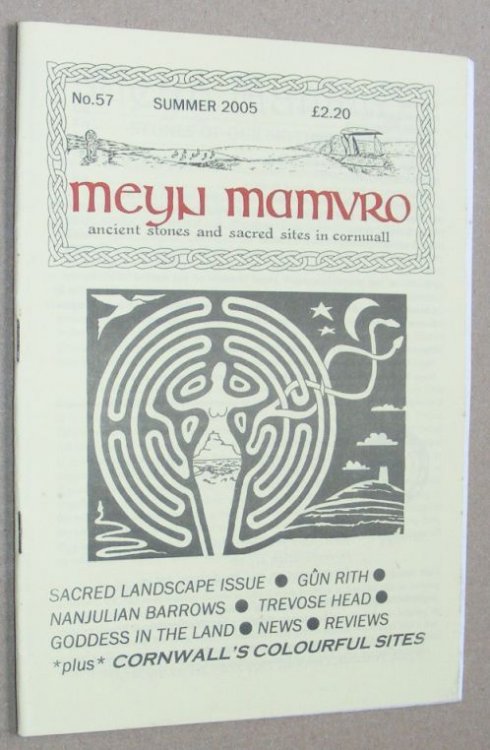 No.57 SUMMER 2005 £2.20
meyn mamvro
ancient stones and sacred sites in cornwall
SACRED LANDSCAPE ISSUE ● GÛN RITH ●
NANJULIAN BARROWS ● TREVOSE HEAD ●
GODDESS IN THE LAND ● NEWS ● REVIEWS
*plus* CORNWALL'S COLOURFUL SITES